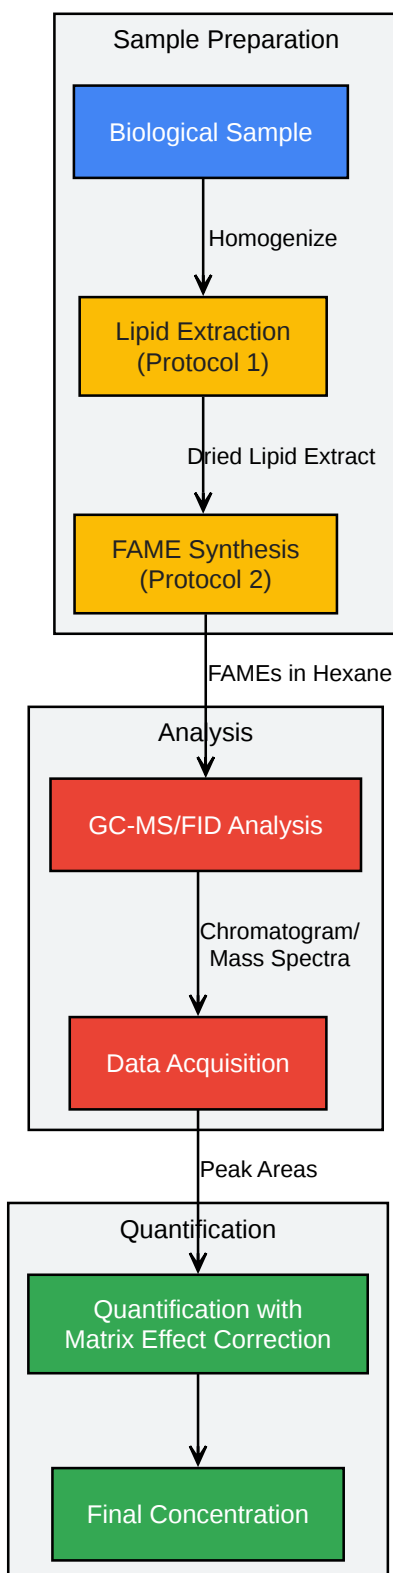 Sample Preparation
Biological Sample
Homogenize
Lipid Extraction
(Protocol 1)
Dried Lipid Extract
FAME Synthesis
(Protocol 2)
FAMEs in Hexane
Analysis
GC-MS/FID Analysis
Chromatogram/
Mass Spectra
Data Acquisition
Peak Areas
Quantification
Quantification with
Matrix Effect Correction
Final Concentration